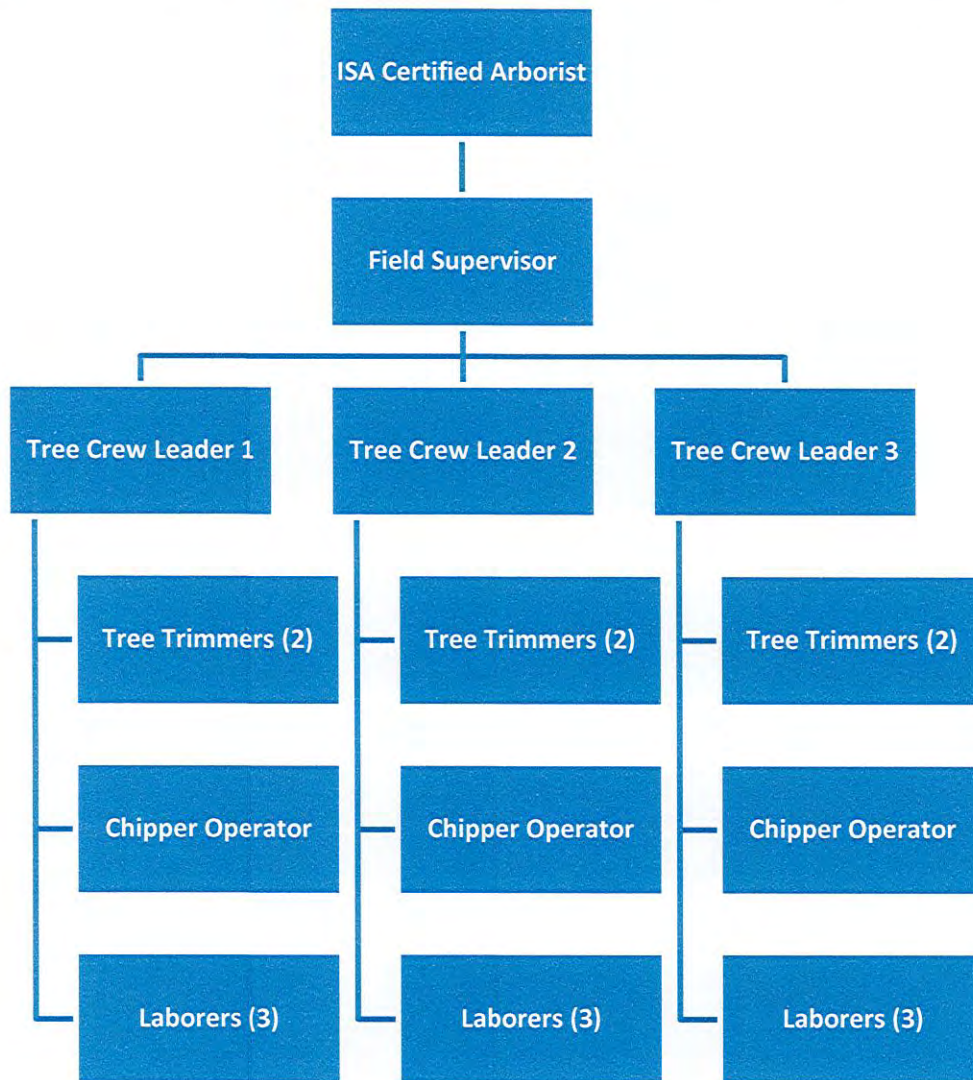 ISA Certified Arborist
Field Supervisor
Tree Crew Leader 1
Tree Crew Leader 2
Tree Crew Leader 3
Tree Trimmers (2)
Tree Trimmers (2)
Tree Trimmers (2)
Chipper Operator
Chipper Operator
Chipper Operator
Laborers (3)
Laborers (3)
Laborers (3)